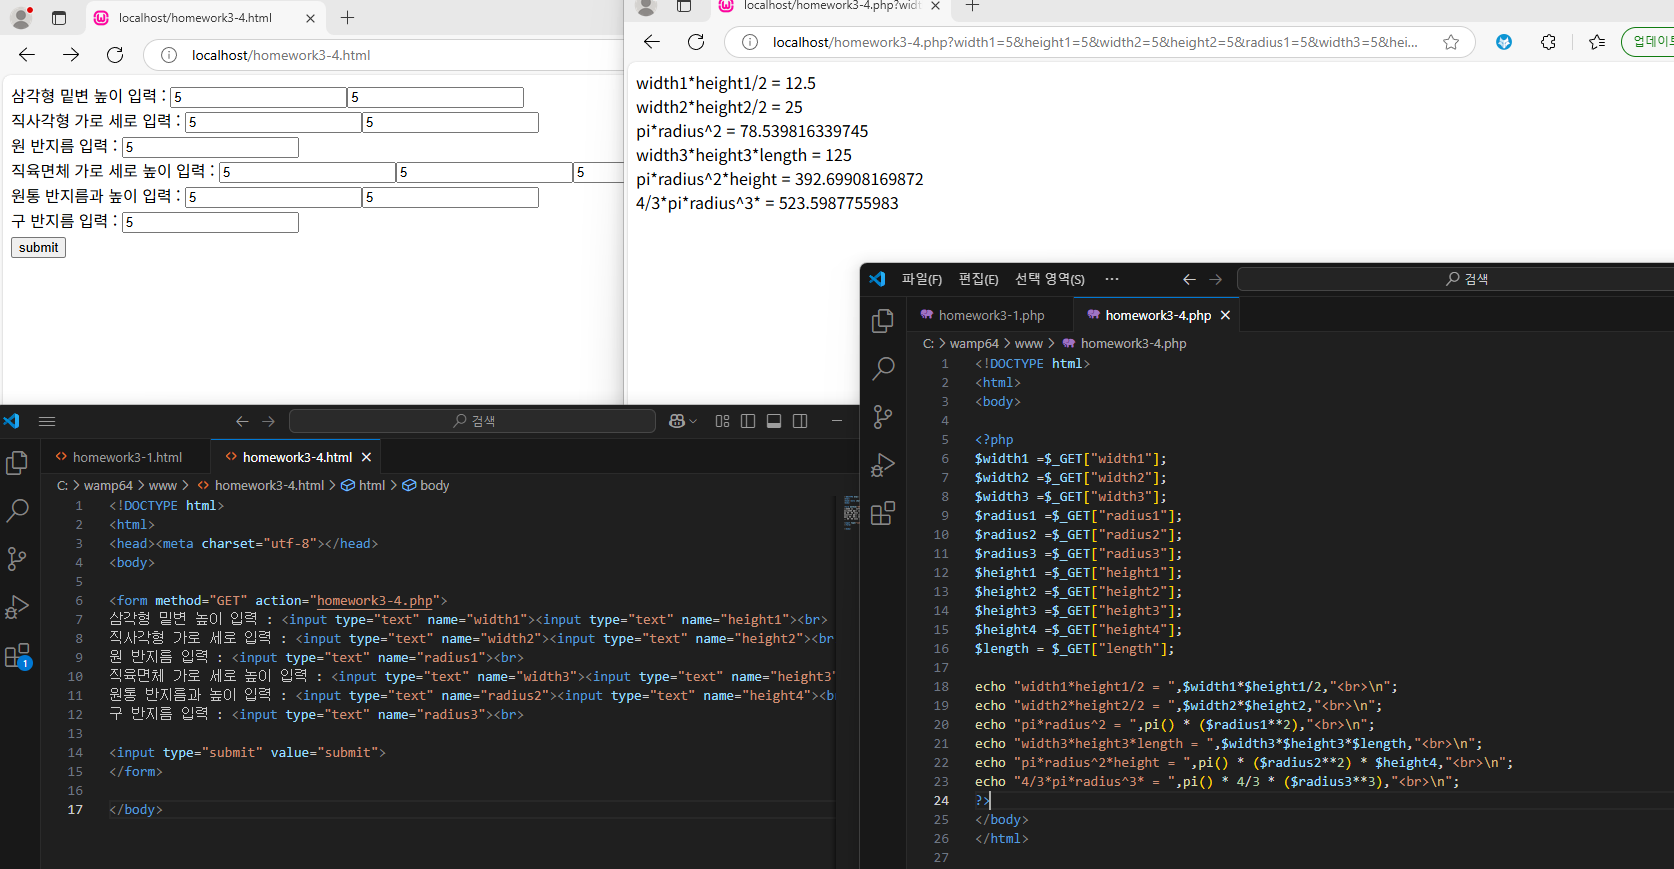 localhost/homework3-4.html
localhost/homework3-4.html
삼각형 밑변 높이 입력 : 5 5
직사각형 가로 세로 입력 : 5 5
원 반지름 입력 : 5
직육면체 가로 세로 높이 입력 : 5 5 5
원통 반지름과 높이 입력 : 5 5
구 반지름 입력 : 5
submit
localhost/homework3-4.php?widt
localhost/homework3-4.php?width1=5&height1=5&width2=5&height2=5&radius1=5&width3=5&hei...
업데이트
width1*height1/2 = 12.5
width2*height2/2 = 25
pi*radius^2 = 78.539816339745
width3*height3*length = 125
pi*radius^2*height = 392.69908169872
4/3*pi*radius^3* = 523.5987755983
검색
homework3-1.html
homework3-4.html
C: > wamp64 > www > homework3-4.html > html > body
1 <!DOCTYPE html>
2 <html>
3 <head><meta charset="utf-8"></head>
4 <body>
5
6 <form method="GET" action="homework3-4.php">
7 삼각형 밑변 높이 입력 : <input type="text" name="width1"><input type="text" name="height1"><br>
8 직사각형 가로 세로 입력 : <input type="text" name="width2"><input type="text" name="height2"><br
9 원 반지름 입력 : <input type="text" name="radius1"><br>
10 직육면체 가로 세로 높이 입력 : <input type="text" name="width3"><input type="text" name="height3"
11 원통 반지름과 높이 입력 : <input type="text" name="radius2"><input type="text" name="height4"><b
12 구 반지름 입력 : <input type="text" name="radius3"><br>
13
14 <input type="submit" value="submit">
15 </form>
16
17 </body>
1
파일(F) 편집(E) 선택 영역(S) ···
검색
homework3-1.php
homework3-4.php
C: > wamp64 > www > homework3-4.php
1 <!DOCTYPE html>
2 <html>
3 <body>
4
5 <?php
6 $width1 =$_GET["width1"];
7 $width2 =$_GET["width2"];
8 $width3 =$_GET["width3"];
9 $radius1 =$_GET["radius1"];
10 $radius2 =$_GET["radius2"];
11 $radius3 =$_GET["radius3"];
12 $height1 =$_GET["height1"];
13 $height2 =$_GET["height2"];
14 $height3 =$_GET["height3"];
15 $height4 =$_GET["height4"];
16 $length = $_GET["length"];
17
18 echo "width1*height1/2 = ",$width1*$height1/2,"<br>\n";
19 echo "width2*height2/2 = ",$width2*$height2,"<br>\n";
20 echo "pi*radius^2 = ",pi() * ($radius1**2),"<br>\n";
21 echo "width3*height3*length = ",$width3*$height3*$length,"<br>\n";
22 echo "pi*radius^2*height = ",pi() * ($radius2**2) * $height4,"<br>\n";
23 echo "4/3*pi*radius^3* = ",pi() * 4/3 * ($radius3**3),"<br>\n";
24 ?>
25 </body>
26 </html>
27